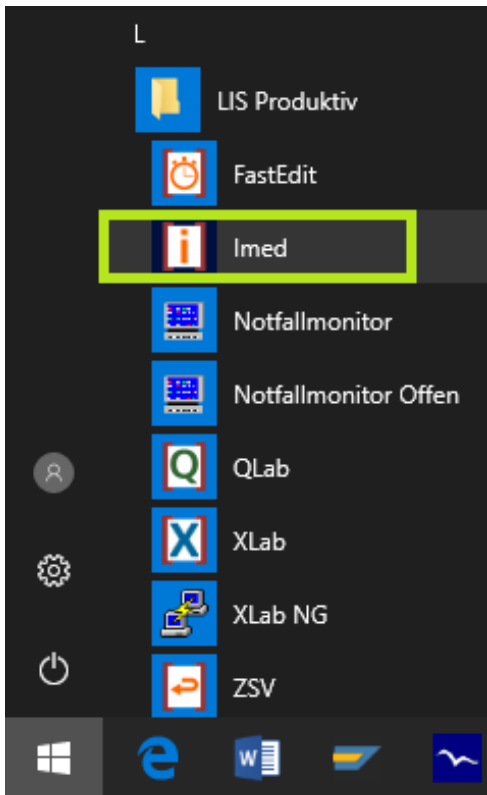 L
LIS Produktiv
FastEdit
i Imed
Notfallmonitor
Notfallmonitor Offen
Q QLab
X XLab
XLab NG
ZSV
W